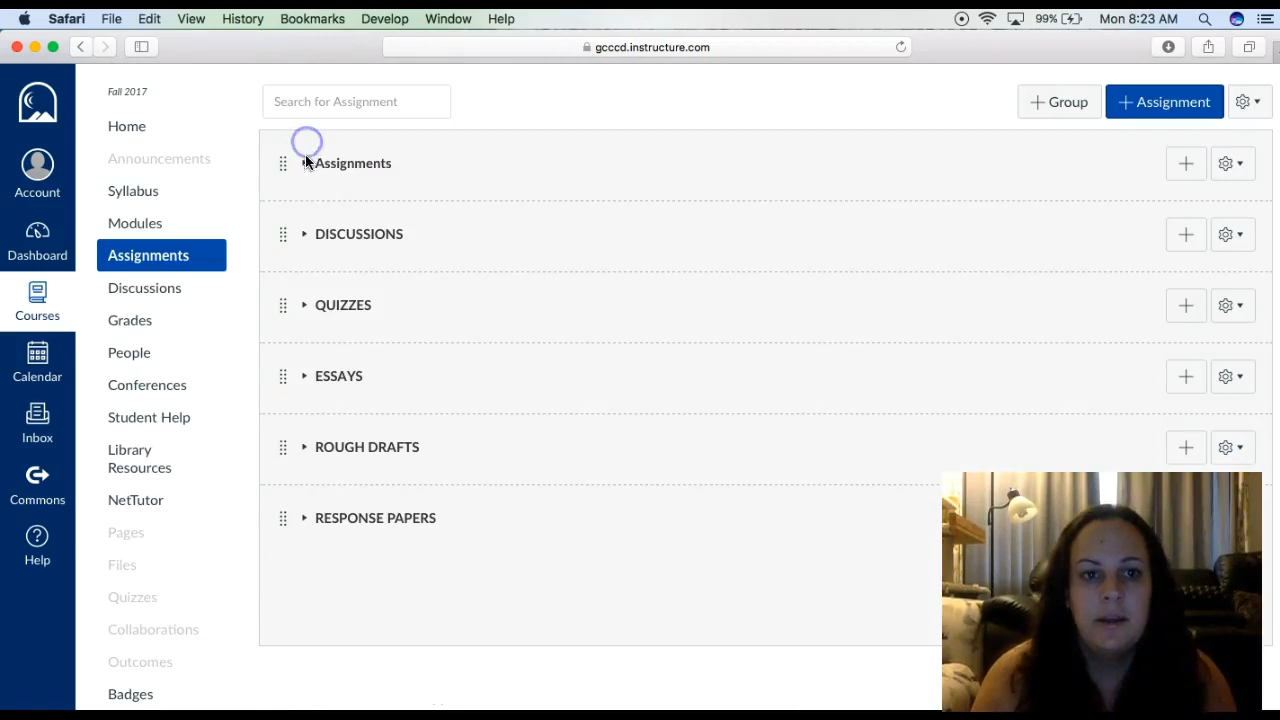 Safari File Edit View History Bookmarks Develop Window Help 99% Mon 8:23 AM
gcccd.instructure.com
Account
Dashboard
Courses
Calendar
Inbox
Commons
Help
Fall 2017
Home
Announcements
Syllabus
Modules
Assignments
Discussions
Grades
People
Conferences
Student Help
Library
Resources
NetTutor
Pages
Files
Quizzes
Collaborations
Outcomes
Badges
Search for Assignment
+ Group
+ Assignment
Assignments
DISCUSSIONS
QUIZZES
ESSAYS
ROUGH DRAFTS
RESPONSE PAPERS